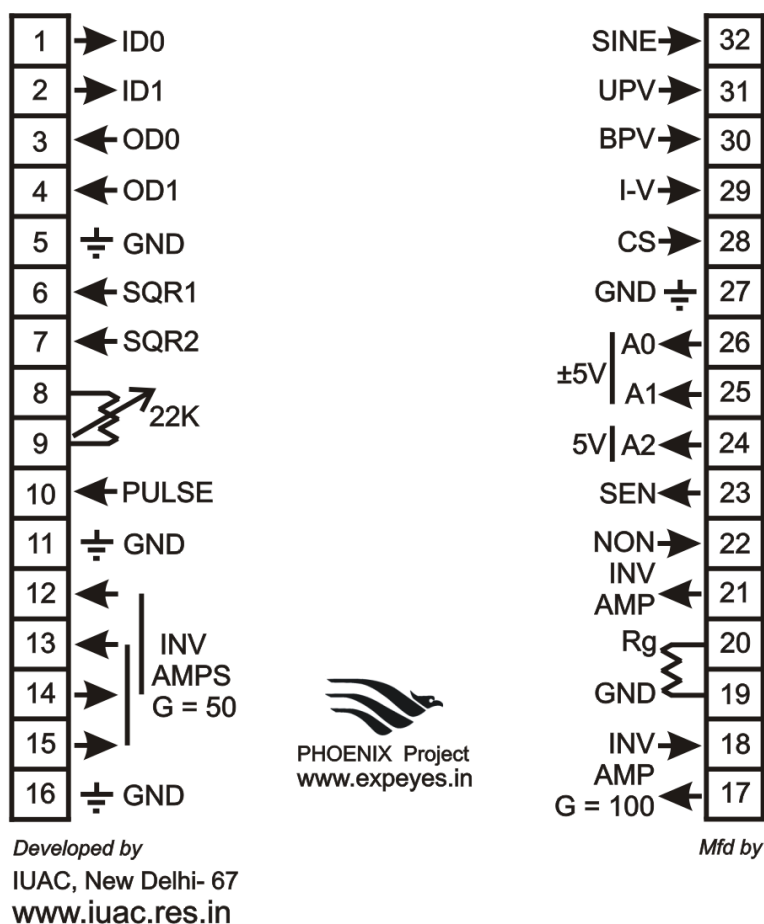 1 ID0
2 ID1
3 OD0
4 OD1
5 GND
6 SQR1
7 SQR2
8
22K
9
10 PULSE
11 GND
12
13 INV
AMPS
14 G = 50
15
16 GND
SINE 32
UPV 31
BPV 30
I-V 29
CS 28
GND 27
A0 26
±5V
A1 25
5V A2 24
SEN 23
NON 22
INV
21
AMP
Rg 20
GND 19
INV 18
AMP
G = 100 17
PHOENIX Project
www.expeyes.in
Developed by
IUAC, New Delhi- 67
www.iuac.res.in
Mfd by